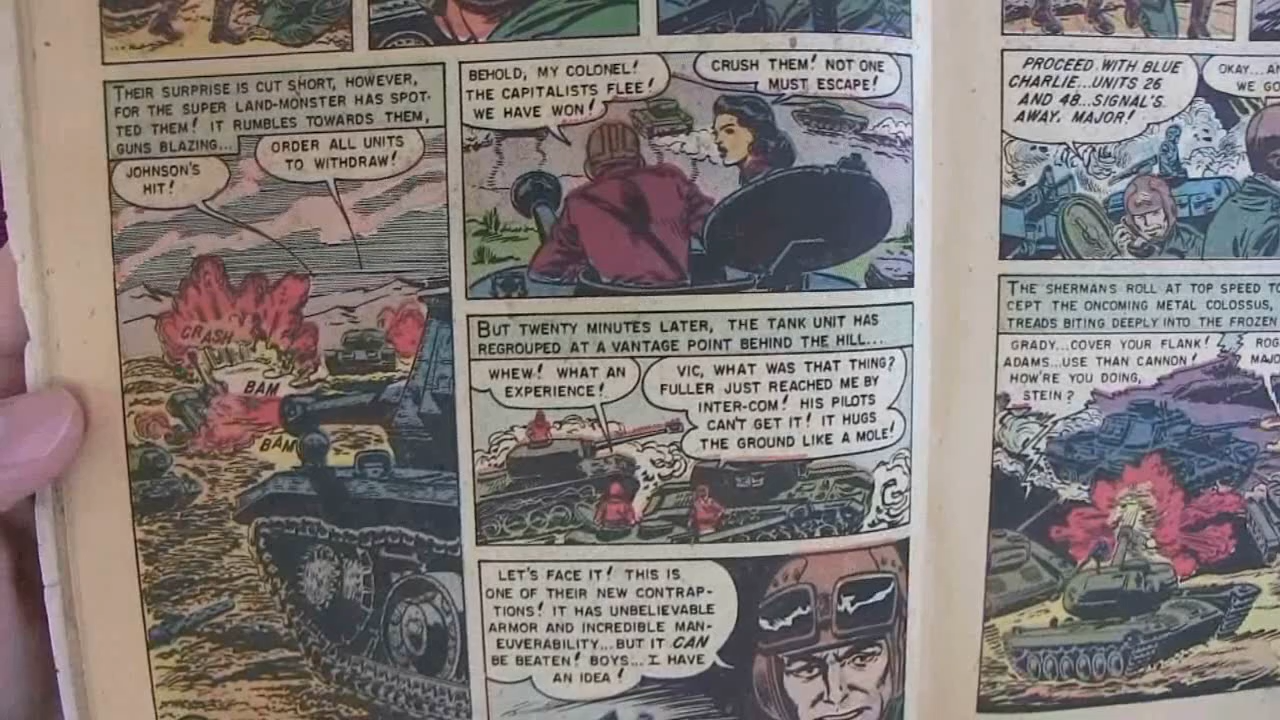 THEIR SURPRISE IS CUT SHORT, HOWEVER,
FOR THE SUPER LAND-MONSTER HAS SPOT-
TED THEM! IT RUMBLES TOWARDS THEM,
GUNS BLAZING...
JOHNSON'S
HIT!
ORDER ALL UNITS
TO WITHDRAW!
CRASH
BAM
BAM
BEHOLD, MY COLONEL!
THE CAPITALISTS FLEE!
WE HAVE WON!
CRUSH THEM! NOT ONE
MUST ESCAPE!
BUT TWENTY MINUTES LATER, THE TANK UNIT HAS
REGROUPED AT A VANTAGE POINT BEHIND THE HILL...
WHEW! WHAT AN
EXPERIENCE!
VIC, WHAT WAS THAT THING?
FULLER JUST REACHED ME BY
INTER-COM! HIS PILOTS
CAN'T GET IT! IT HUGS
THE GROUND LIKE A MOLE!
LET'S FACE IT! THIS IS
ONE OF THEIR NEW CONTRAP-
TIONS! IT HAS UNBELIEVABLE
ARMOR AND INCREDIBLE MAN-
EUVERABILITY...BUT IT CAN
BE BEATEN! BOYS...I HAVE
AN IDEA!
PROCEED WITH BLUE
CHARLIE...UNITS 26
AND 48...SIGNAL'S
AWAY, MAJOR!
OKAY...
WE
THE SHERMANS ROLL AT TOP SPEED TO
CEPT THE ONCOMING METAL COLOSSUS,
TREADS BITING DEEPLY INTO THE FROZEN
GRADY...COVER YOUR FLANK!
ADAMS...USE THAN CANNON!
HOW'RE YOU DOING,
STEIN?